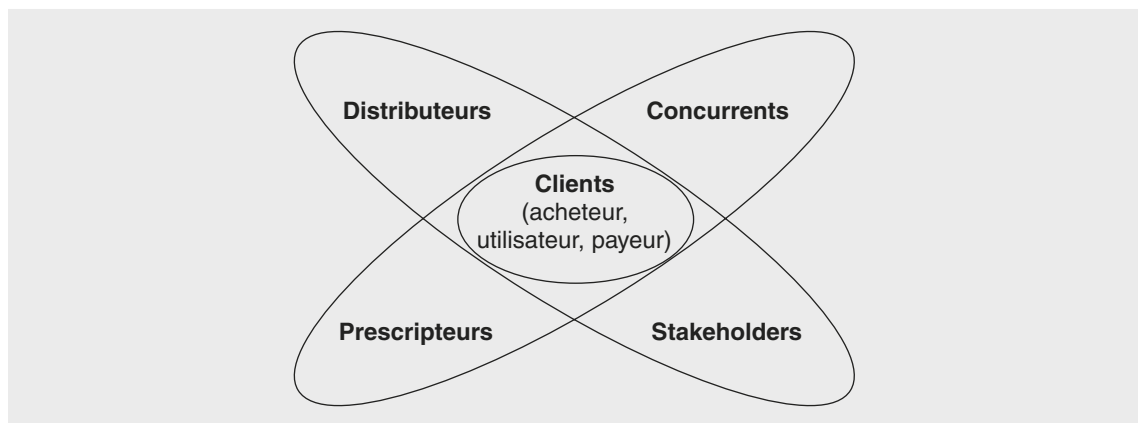 Distributeurs
Concurrents
Clients
(acheteur,
utilisateur, payeur)
Prescripteurs
Stakeholders